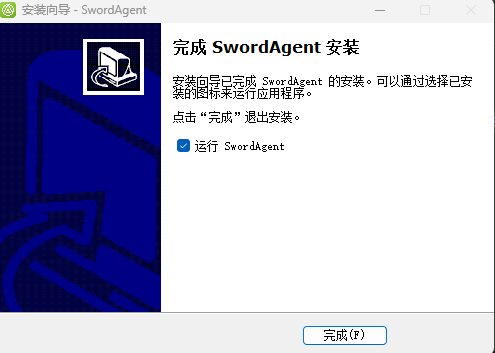 安装向导 - SwordAgent
完成 SwordAgent 安装
安装向导已完成 SwordAgent 的安装。可以通过选择已安
装的图标来运行应用程序。
点击“完成”退出安装。
运行 SwordAgent
完成(F)